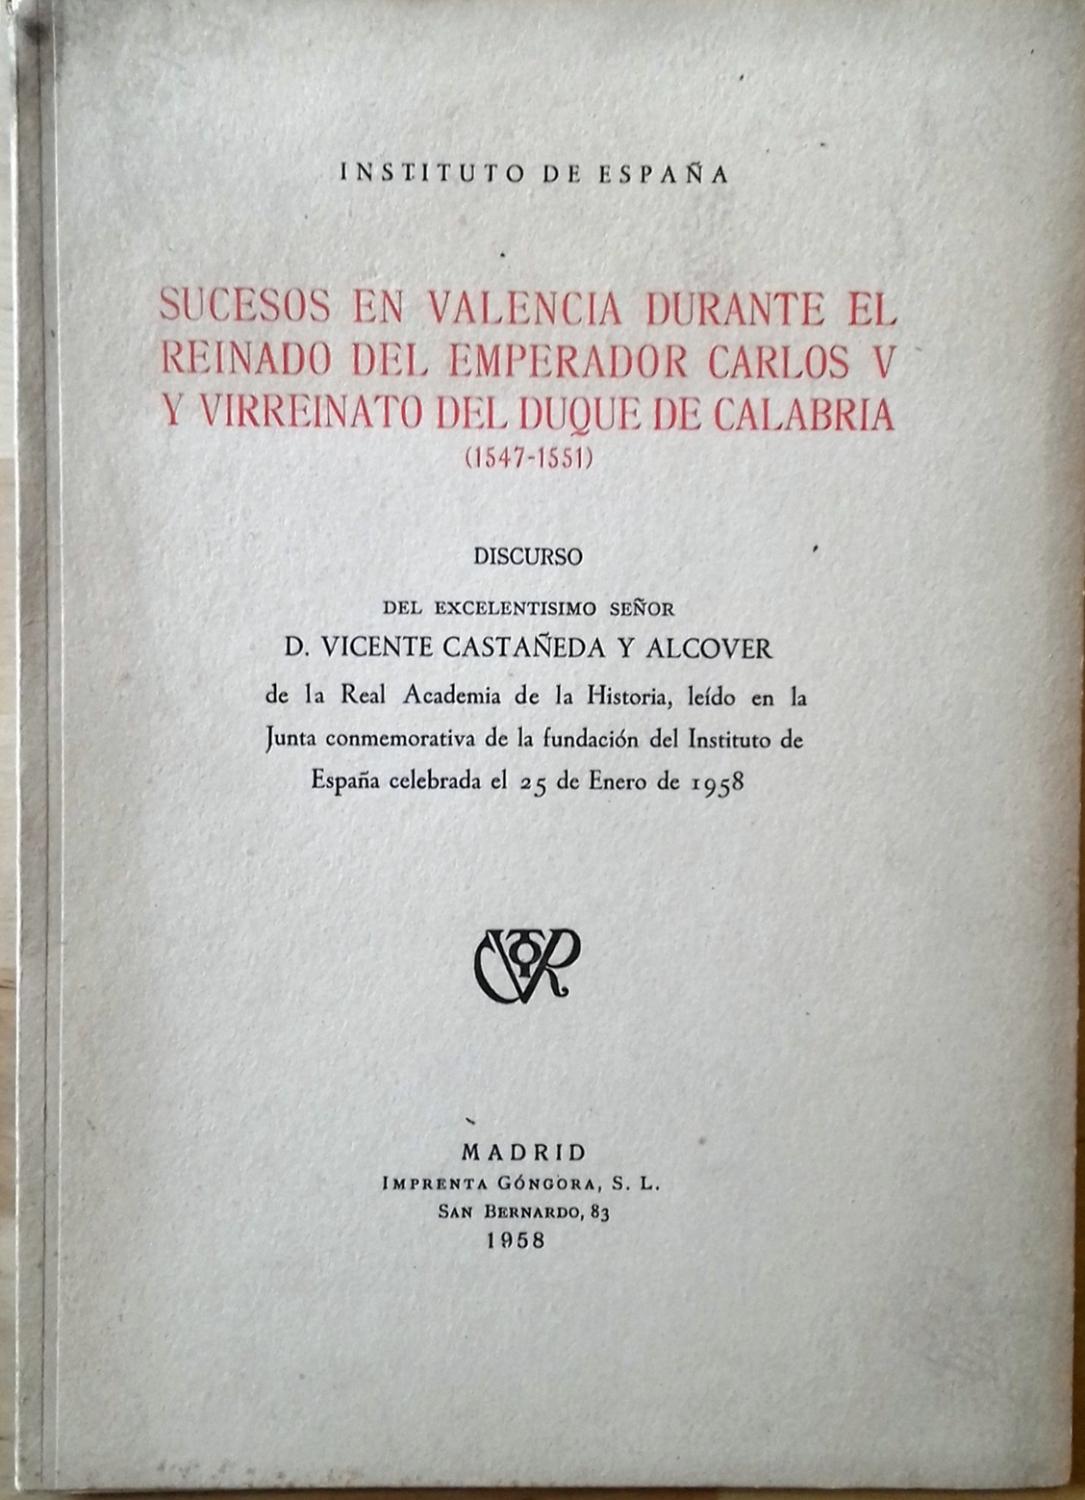 INSTITUTO DE ESPAÑA
SUCESOS EN VALENCIA DURANTE EL
REINADO DEL EMPERADOR CARLOS V
Y VIRREINATO DEL DUQUE DE CALABRIA
(1547-1551)
DISCURSO
DEL EXCELENTISIMO SEÑOR
D. VICENTE CASTAÑEDA Y ALCOVER
de la Real Academia de la Historia, leído en la
Junta conmemorativa de la fundación del Instituto de
España celebrada el 25 de Enero de 1958
MADRID
IMPRENTA GÓNGORA, S. L.
SAN BERNARDO, 83
1958